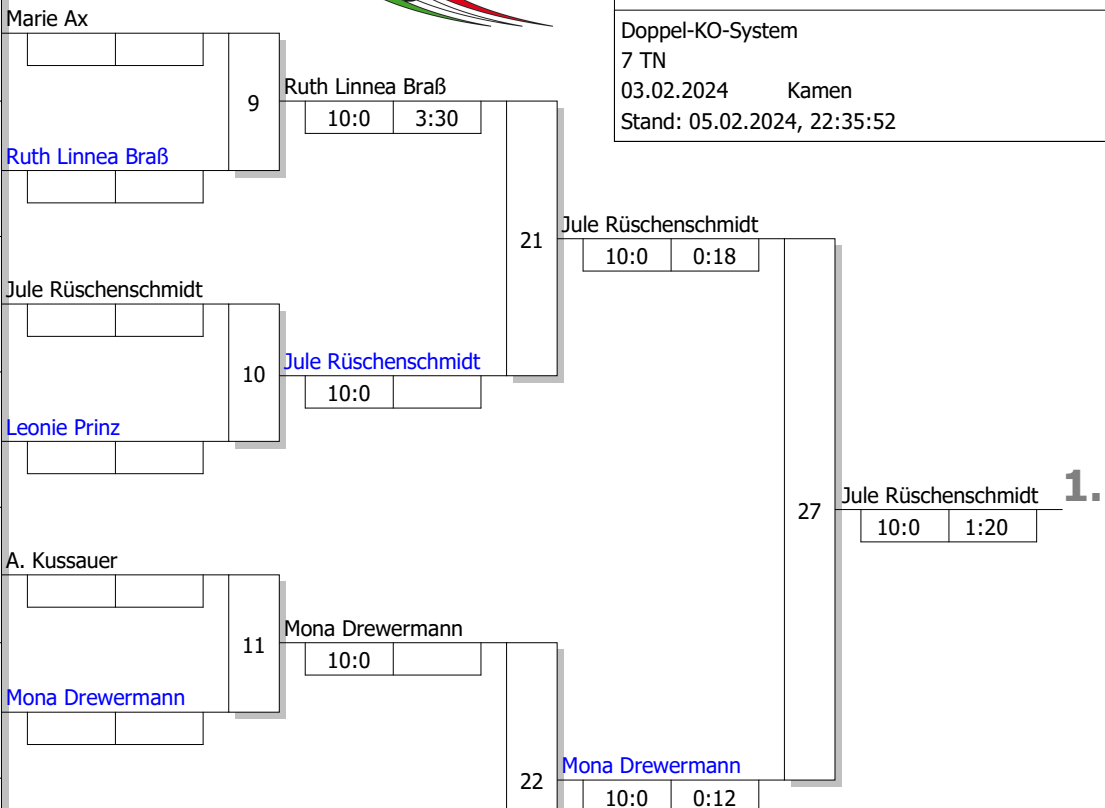 Doppel-KO-System
7 TN
03.02.2024 Kamen
Stand: 05.02.2024, 22:35:52
Marie Ax
9
Ruth Linnea Braß
10:0 3:30
Ruth Linnea Braß
21
Jule Rüschenschmidt
10:0 0:18
Jule Rüschenschmidt
10
Jule Rüschenschmidt
10:0
Leonie Prinz
27
Jule Rüschenschmidt 1.
10:0 1:20
A. Kussauer
11
Mona Drewermann
10:0
Mona Drewermann
22
Mona Drewermann
10:0 0:12